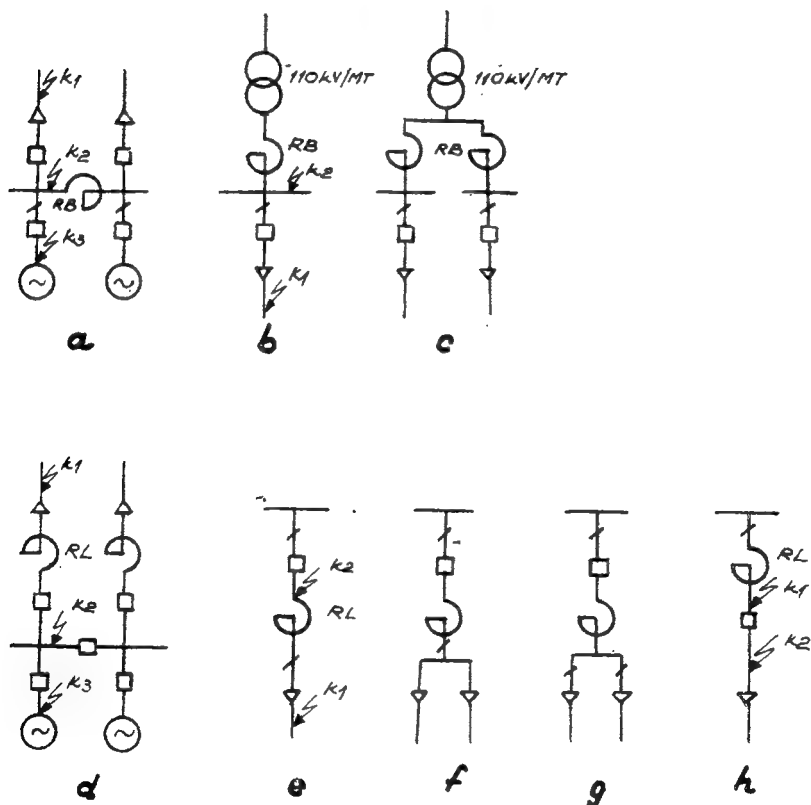 K1
K2
RB
K3
a
110kV/MT
RB
K2
K1
b
110kV/MT
RB
c
K1
RL
K2
K3
d
K2
RL
K1
e
f
g
RL
K1
K2
h